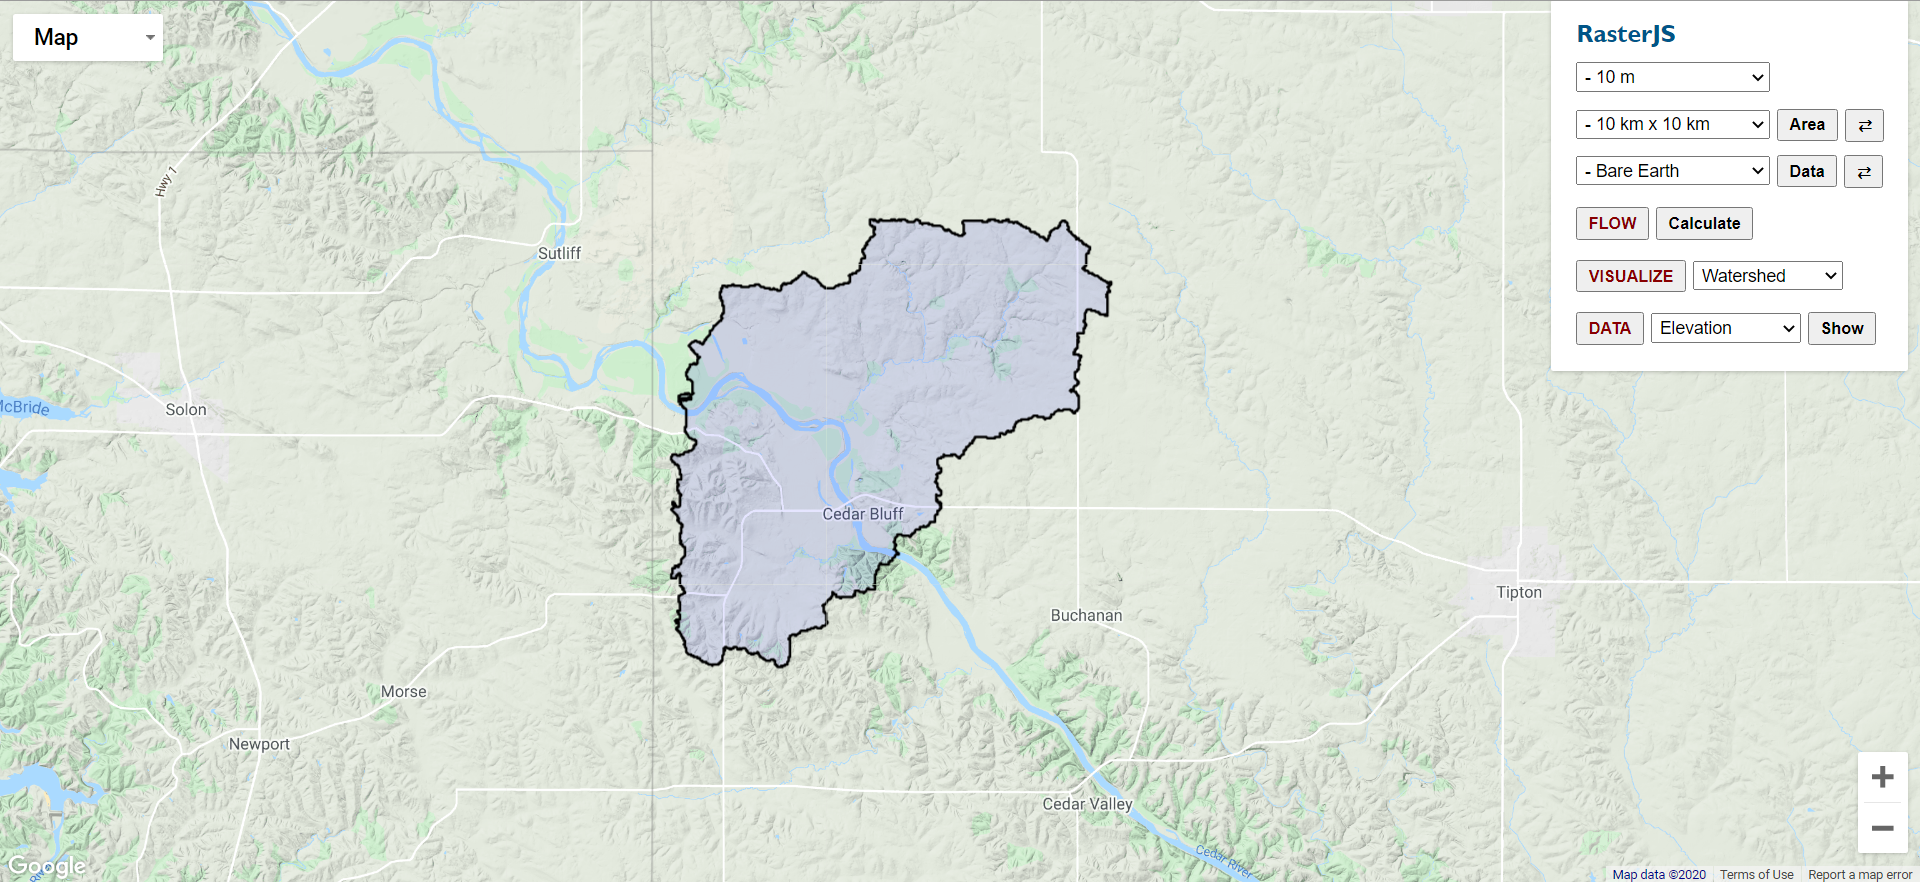 Map
RasterJS
- 10 m
- 10 km x 10 km
Area
⇄
- Bare Earth
Data
⇄
FLOW
Calculate
VISUALIZE
Watershed
DATA
Elevation
Show
Hwy 1
Sutliff
McBride
Solon
Cedar Bluff
Tipton
Buchanan
Morse
Newport
Cedar Valley
Cedar River
Google
Map data ©2020
Terms of Use
Report a map error